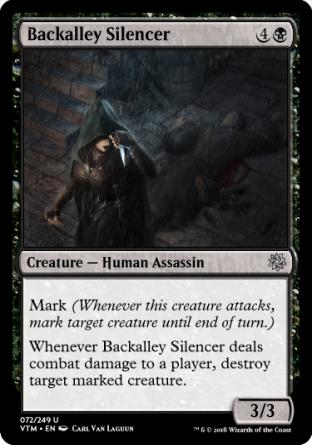 Backalley Silencer 4
Creature — Human Assassin
Mark (Whenever this creature attacks,
mark target creature until end of turn.)
Whenever Backalley Silencer deals
combat damage to a player, destroy
target marked creature.
3/3
072/249 U
VTM • EN Carl Van Laguun
™ & © 2018 Wizards of the Coast